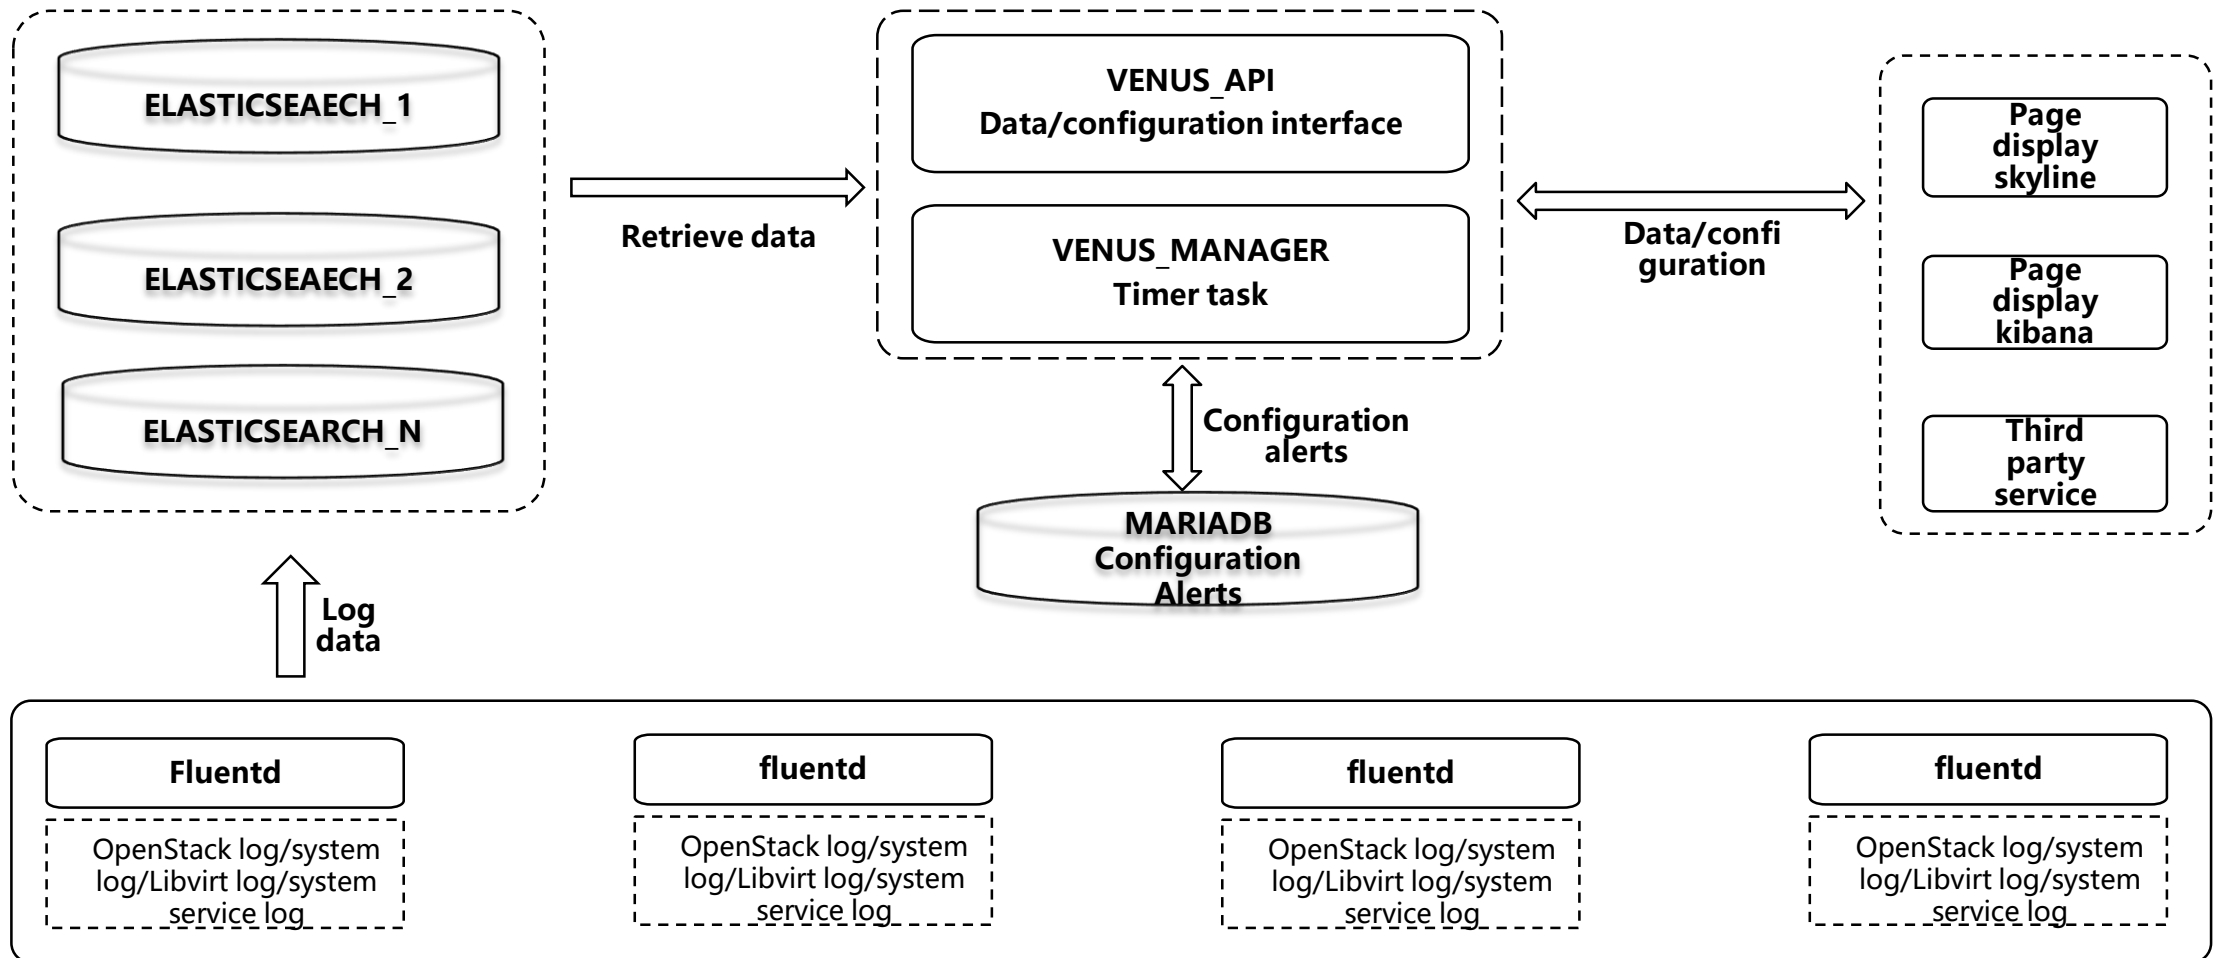 ELASTICSEAECH_1
ELASTICSEAECH_2
ELASTICSEARCH_N
Retrieve data
VENUS_API
Data/configuration interface
VENUS_MANAGER
Timer task
Data/confi
guration
Page
display
skyline
Page
display
kibana
Third
party
service
Configuration
alerts
MARIADB
Configuration
Alerts
Log
data
Fluentd
OpenStack log/system
log/Libvirt log/system
service log
fluentd
OpenStack log/system
log/Libvirt log/system
service log
fluentd
OpenStack log/system
log/Libvirt log/system
service log
fluentd
OpenStack log/system
log/Libvirt log/system
service log